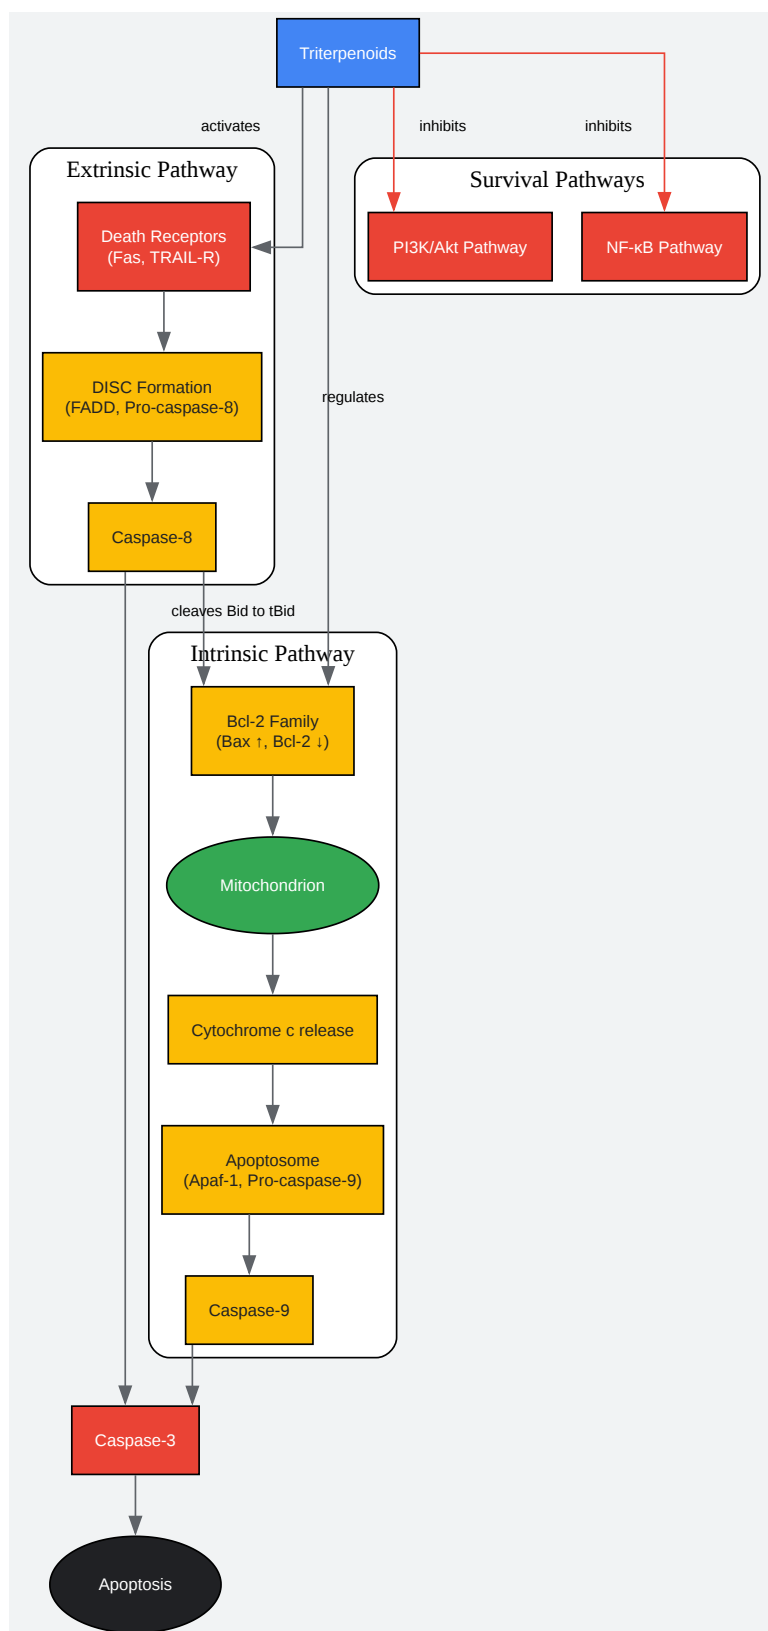 Triterpenoids
activates
inhibits
inhibits
Extrinsic Pathway
Survival Pathways
Death Receptors
(Fas, TRAIL-R)
PI3K/Akt Pathway
NF-κB Pathway
DISC Formation
(FADD, Pro-caspase-8)
regulates
Caspase-8
cleaves Bid to tBid
Intrinsic Pathway
Bcl-2 Family
(Bax ↑, Bcl-2 ↓)
Mitochondrion
Cytochrome c release
Apoptosome
(Apaf-1, Pro-caspase-9)
Caspase-9
Caspase-3
Apoptosis